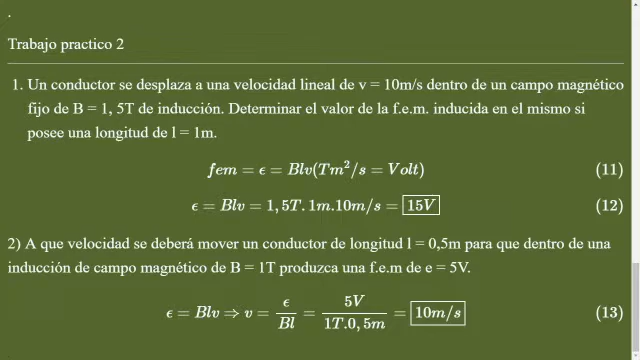 .
Trabajo practico 2
1. Un conductor se desplaza a una velocidad lineal de v = 10m/s dentro de un campo magnético
fijo de B = 1, 5T de inducción. Determinar el valor de la f.e.m. inducida en el mismo si
posee una longitud de l = 1m.
fem = ϵ = Blv(Tm²/s = Volt) (11)
ϵ = Blv = 1, 5T. 1m.10m/s = 15V (12)
2) A que velocidad se deberá mover un conductor de longitud l = 0,5m para que dentro de una
inducción de campo magnético de B = 1T produzca una f.e.m de e = 5V.
ϵ = Blv ⇒ v = ϵ/Bl = 5V/1T.0, 5m = 10m/s (13)